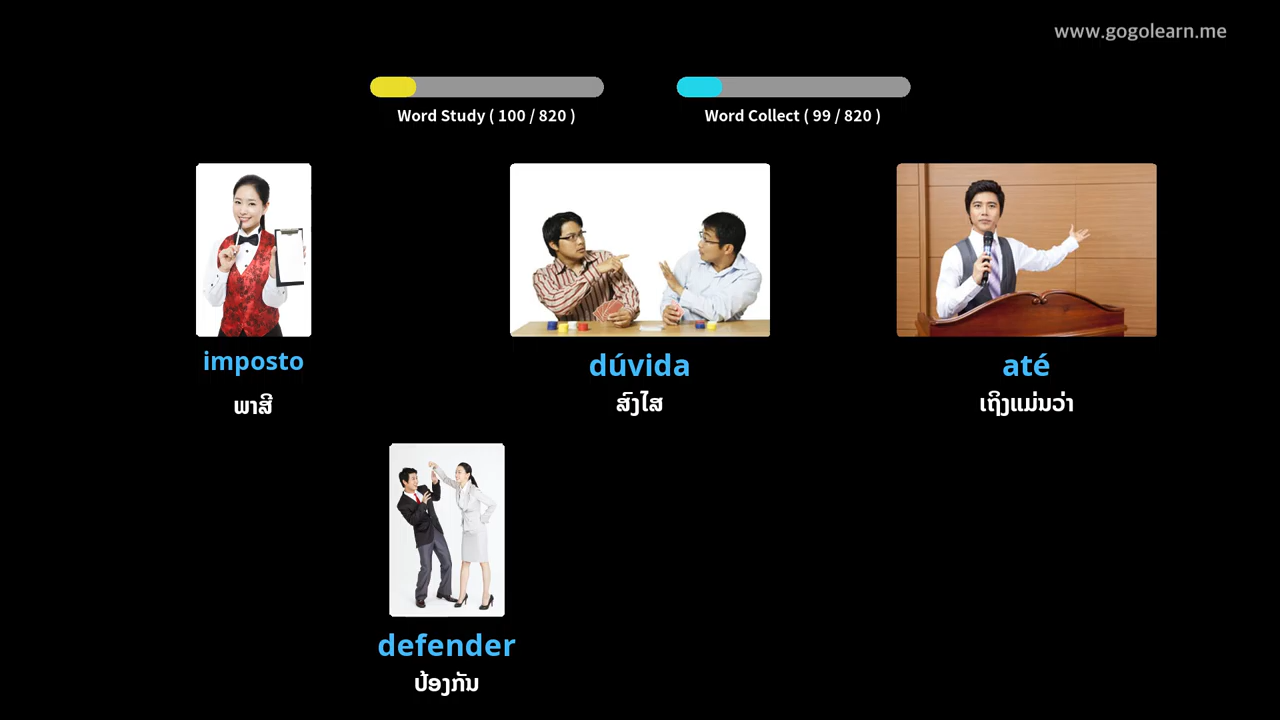 www.gogolearn.me
Word Study ( 100 / 820 )
Word Collect ( 99 / 820 )
imposto
ພາສີ
dúvida
ສົງໄສ
até
ເຖິງແມ່ນວ່າ
defender
ປ້ອງກັນ